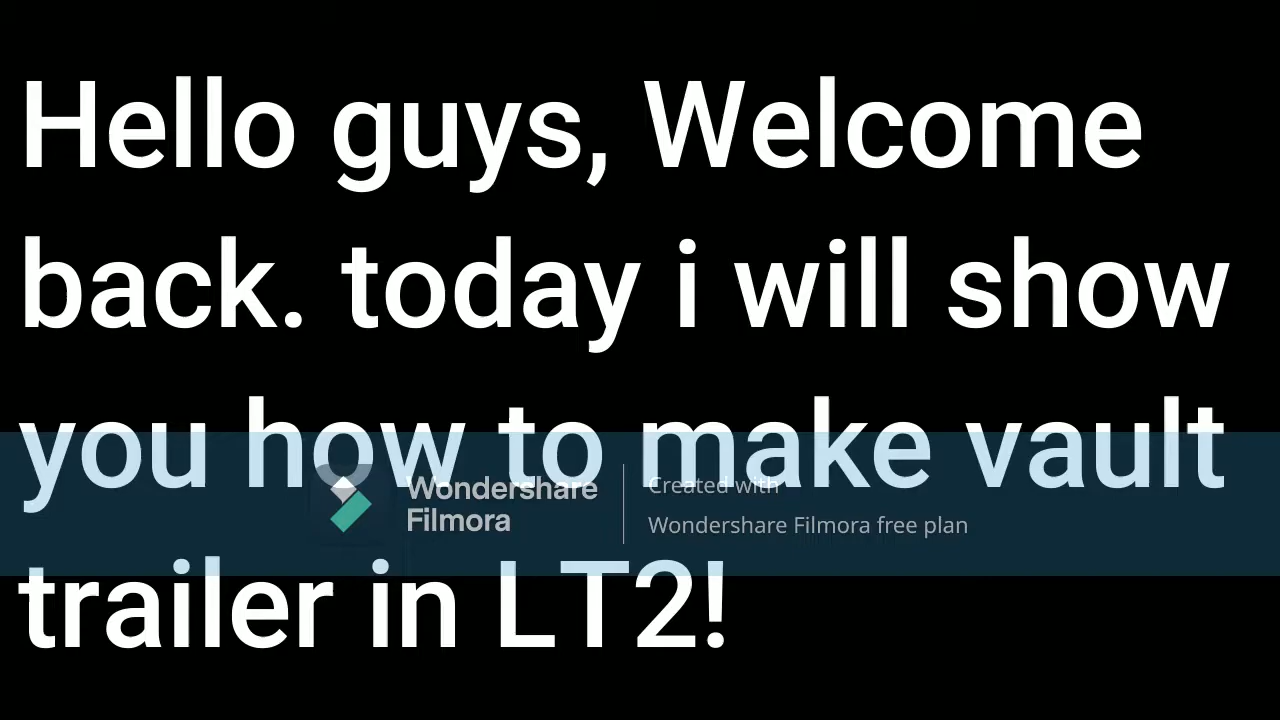 Hello guys, Welcome
back. today i will show
you how to make vault
Wondershare
Filmora
Created with
Wondershare Filmora free plan
trailer in LT2!